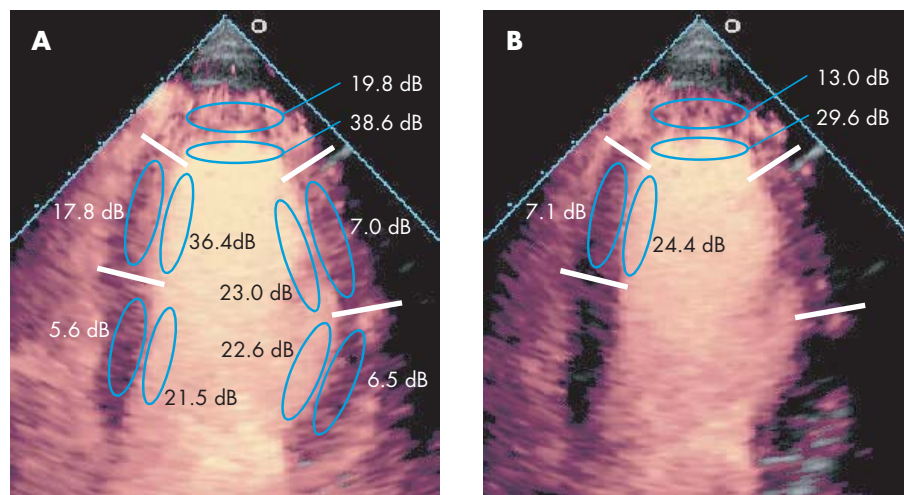 A
19.8 dB
38.6 dB
17.8 dB
36.4dB
7.0 dB
23.0 dB
5.6 dB
22.6 dB
21.5 dB
6.5 dB
B
13.0 dB
29.6 dB
7.1 dB
24.4 dB